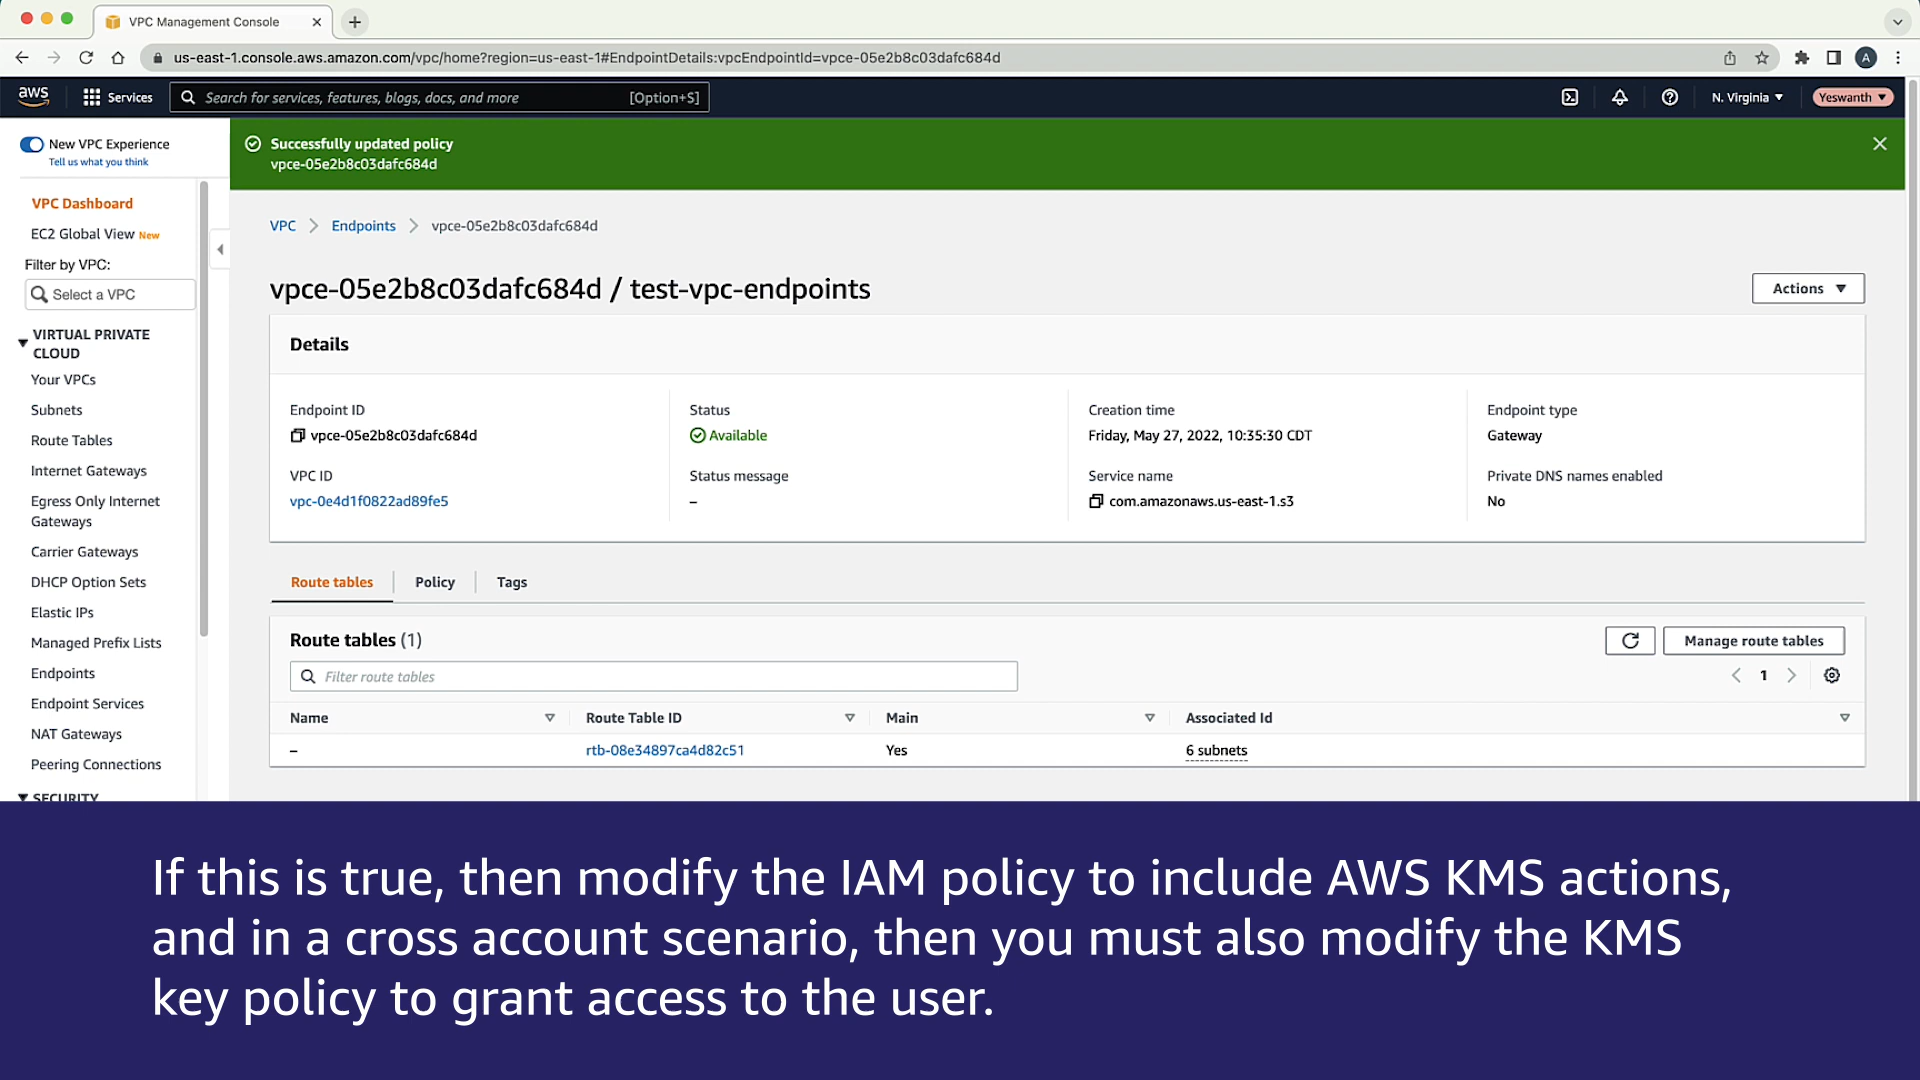 VPC Management Console
us-east-1.console.aws.amazon.com/vpc/home?region=us-east-1#EndpointDetails:vpcEndpointId=vpce-05e2b8c03dafc684d
A
aws
Services
Search for services, features, blogs, docs, and more
[Option+S]
N. Virginia
Yeswanth
New VPC Experience
Tell us what you think
Successfully updated policy
vpce-05e2b8c03dafc684d
VPC Dashboard
EC2 Global View New
Filter by VPC:
Select a VPC
VIRTUAL PRIVATE
CLOUD
Your VPCs
Subnets
Route Tables
Internet Gateways
Egress Only Internet
Gateways
Carrier Gateways
DHCP Option Sets
Elastic IPs
Managed Prefix Lists
Endpoints
Endpoint Services
NAT Gateways
Peering Connections
SECURITY
VPC
Endpoints
vpce-05e2b8c03dafc684d
vpce-05e2b8c03dafc684d / test-vpc-endpoints
Actions
Details
Endpoint ID
vpce-05e2b8c03dafc684d
VPC ID
vpc-0e4d1f0822ad89fe5
Status
Available
Status message
–
Creation time
Friday, May 27, 2022, 10:35:30 CDT
Service name
com.amazonaws.us-east-1.s3
Endpoint type
Gateway
Private DNS names enabled
No
Route tables
Policy
Tags
Route tables (1)
Manage route tables
Filter route tables
1
Name
Route Table ID
Main
Associated Id
–
rtb-08e34897ca4d82c51
Yes
6 subnets
If this is true, then modify the IAM policy to include AWS KMS actions,
and in a cross account scenario, then you must also modify the KMS
key policy to grant access to the user.